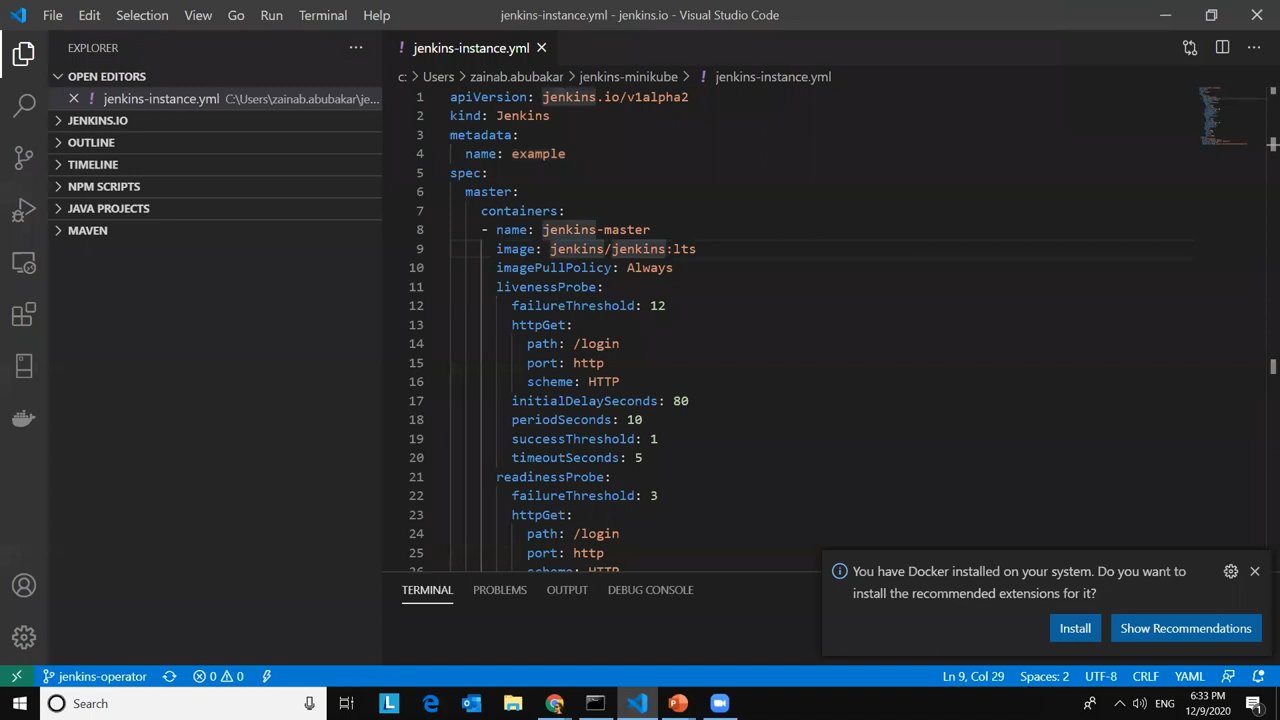 File Edit Selection View Go Run Terminal Help jenkins-instance.yml - jenkins.io - Visual Studio Code
EXPLORER
OPEN EDITORS
jenkins-instance.yml C:\Users\zainab.abubakar\je...
JENKINS.IO
OUTLINE
TIMELINE
NPM SCRIPTS
JAVA PROJECTS
MAVEN
! jenkins-instance.yml
c: > Users > zainab.abubakar > jenkins-minikube > ! jenkins-instance.yml
1 apiVersion: jenkins.io/v1alpha2
2 kind: Jenkins
3 metadata:
4 name: example
5 spec:
6 master:
7 containers:
8 - name: jenkins-master
9 image: jenkins/jenkins:lts
10 imagePullPolicy: Always
11 livenessProbe:
12 failureThreshold: 12
13 httpGet:
14 path: /login
15 port: http
16 scheme: HTTP
17 initialDelaySeconds: 80
18 periodSeconds: 10
19 successThreshold: 1
20 timeoutSeconds: 5
21 readinessProbe:
22 failureThreshold: 3
23 httpGet:
24 path: /login
25 port: http
26 scheme: HTTP
TERMINAL PROBLEMS OUTPUT DEBUG CONSOLE
You have Docker installed on your system. Do you want to
install the recommended extensions for it?
Install Show Recommendations
jenkins-operator 0 0 Ln 9, Col 29 Spaces: 2 UTF-8 CRLF YAML
Search
L
ENG
6:33 PM
12/9/2020
1